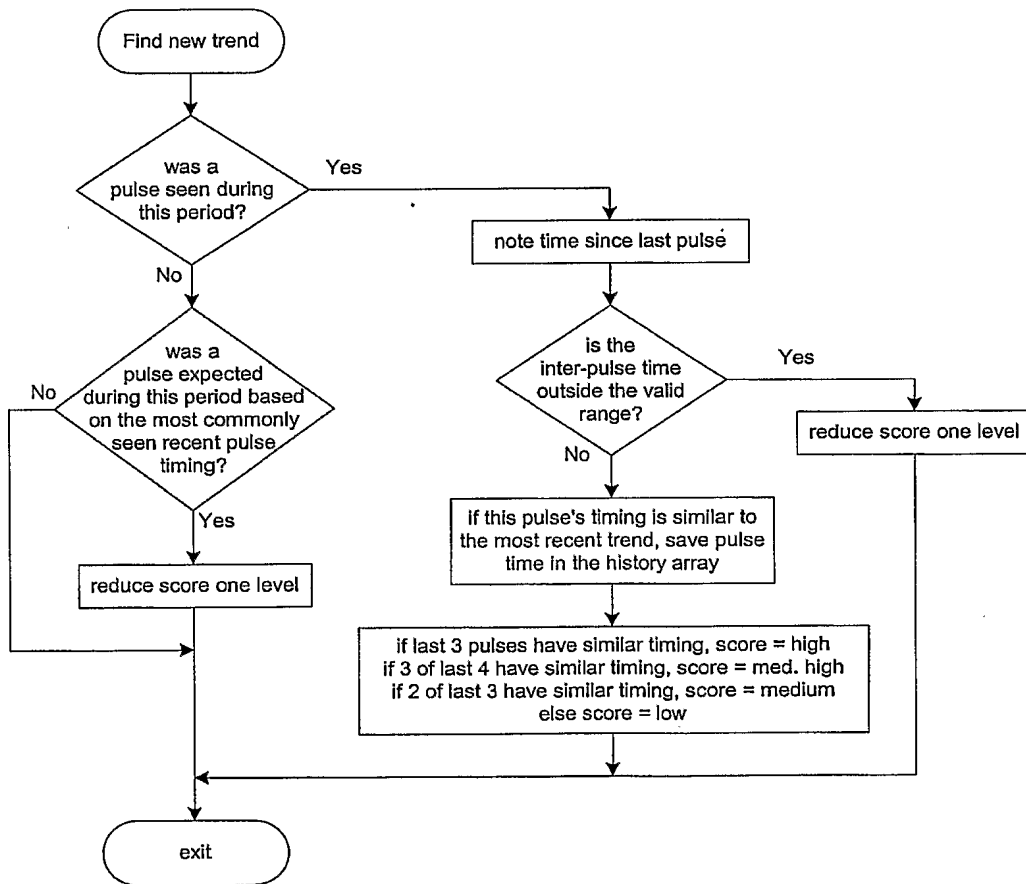 Find new trend
was a
pulse seen during
this period?
Yes
No
note time since last pulse
is the
inter-pulse time
outside the valid
range?
Yes
No
reduce score one level
was a
pulse expected
during this period based
on the most commonly
seen recent pulse
timing?
No
Yes
reduce score one level
if this pulse's timing is similar to
the most recent trend, save pulse
time in the history array
if last 3 pulses have similar timing, score = high
if 3 of last 4 have similar timing, score = med. high
if 2 of last 3 have similar timing, score = medium
else score = low
exit